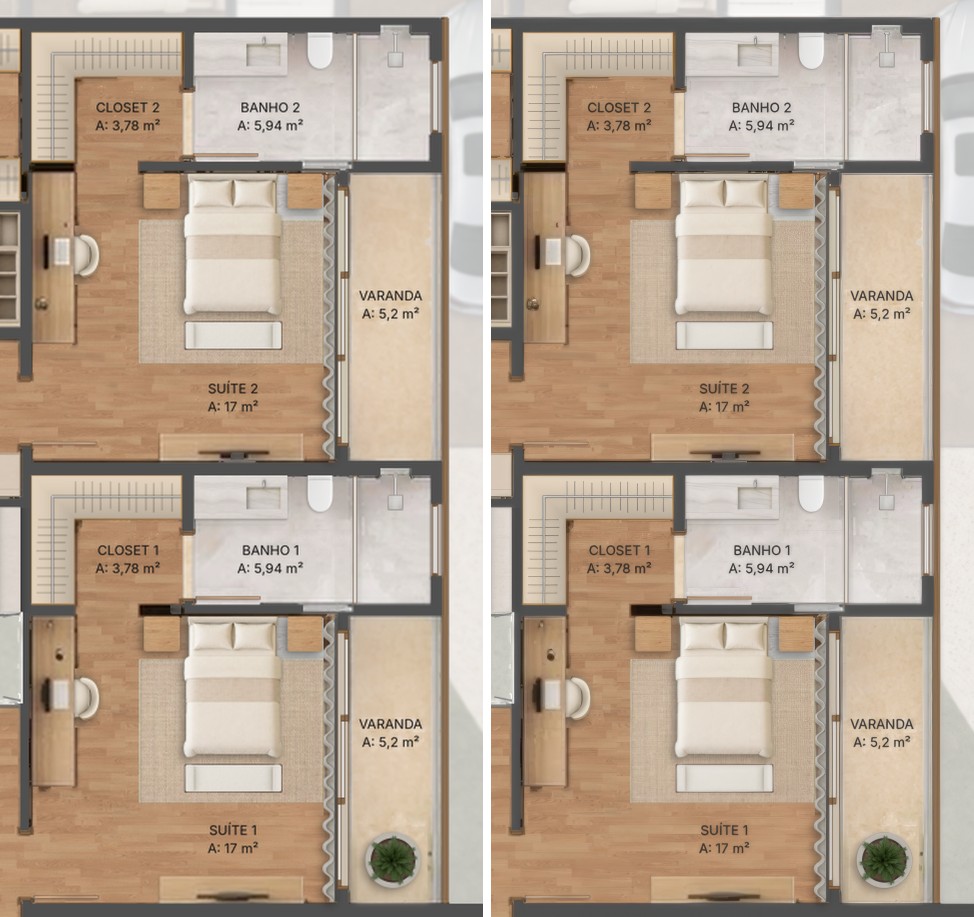 CLOSET 2
A: 3,78 m²
BANHO 2
A: 5,94 m²
VARANDA
A: 5,2 m²
SUÍTE 2
A: 17 m²
CLOSET 1
A: 3,78 m²
BANHO 1
A: 5,94 m²
VARANDA
A: 5,2 m²
SUÍTE 1
A: 17 m²
CLOSET 2
A: 3,78 m²
BANHO 2
A: 5,94 m²
VARANDA
A: 5,2 m²
SUÍTE 2
A: 17 m²
CLOSET 1
A: 3,78 m²
BANHO 1
A: 5,94 m²
VARANDA
A: 5,2 m²
SUÍTE 1
A: 17 m²